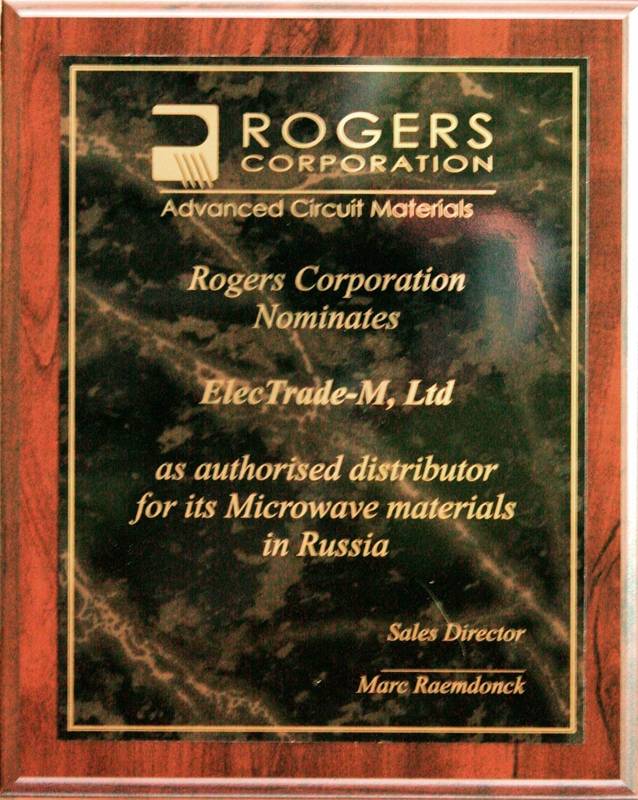 ROGERS
CORPORATION
Advanced Circuit Materials
Rogers Corporation
Nominates
ElecTrade-M, Ltd
as authorised distributor
for its Microwave materials
in Russia
Sales Director
Marc Raemdonck